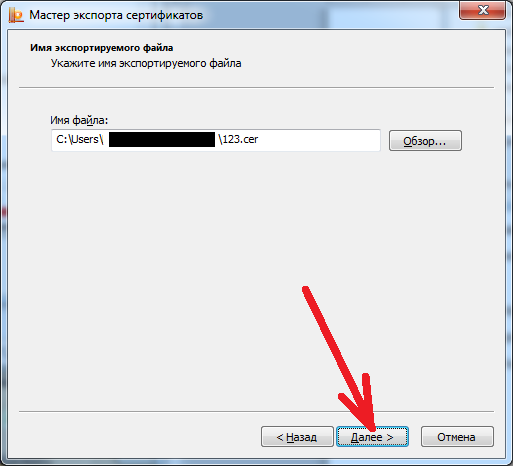 Мастер экспорта сертификатов
Имя экспортируемого файла
Укажите имя экспортируемого файла
Имя файла:
C:\Users\ \123.cer
Обзор...
< Назад
Далее >
Отмена